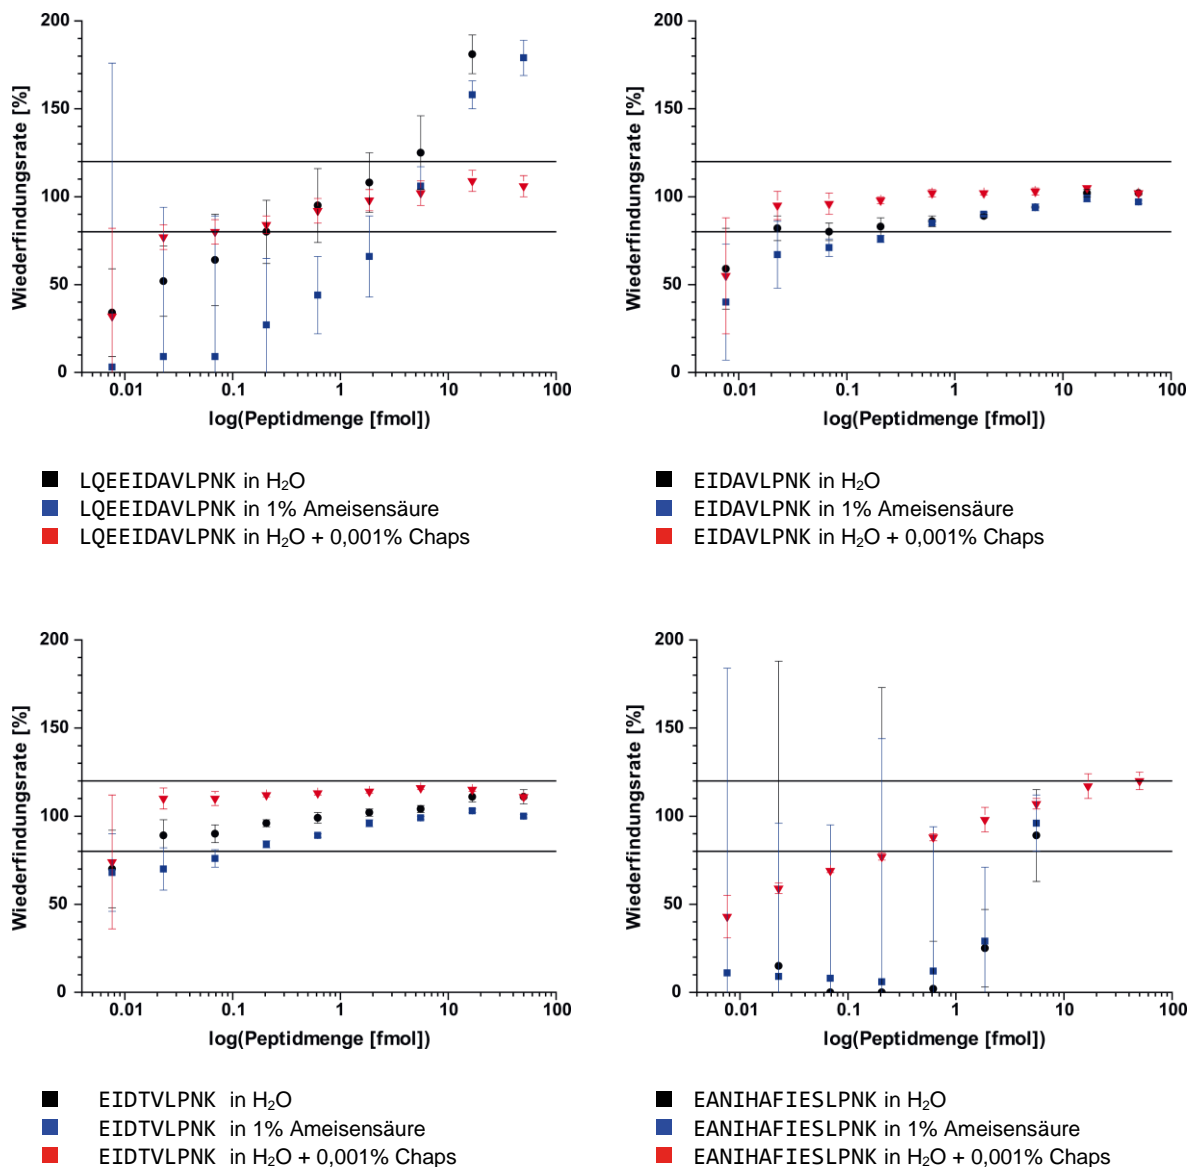 200
150
100
50
0
Wiederfindungsrate [%]
0.01 0.1 1 10 100
log(Peptidmenge [fmol])
LQEEIDAVLPNK in H₂O
LQEEIDAVLPNK in 1% Ameisensäure
LQEEIDAVLPNK in H₂O + 0,001% Chaps
200
150
100
50
0
Wiederfindungsrate [%]
0.01 0.1 1 10 100
log(Peptidmenge [fmol])
EIDAVLPNK in H₂O
EIDAVLPNK in 1% Ameisensäure
EIDAVLPNK in H₂O + 0,001% Chaps
200
150
100
50
0
Wiederfindungsrate [%]
0.01 0.1 1 10 100
log(Peptidmenge [fmol])
EIDTVLPNK in H₂O
EIDTVLPNK in 1% Ameisensäure
EIDTVLPNK in H₂O + 0,001% Chaps
200
150
100
50
0
Wiederfindungsrate [%]
0.01 0.1 1 10 100
log(Peptidmenge [fmol])
EANIHAFIESLPNK in H₂O
EANIHAFIESLPNK in 1% Ameisensäure
EANIHAFIESLPNK in H₂O + 0,001% Chaps